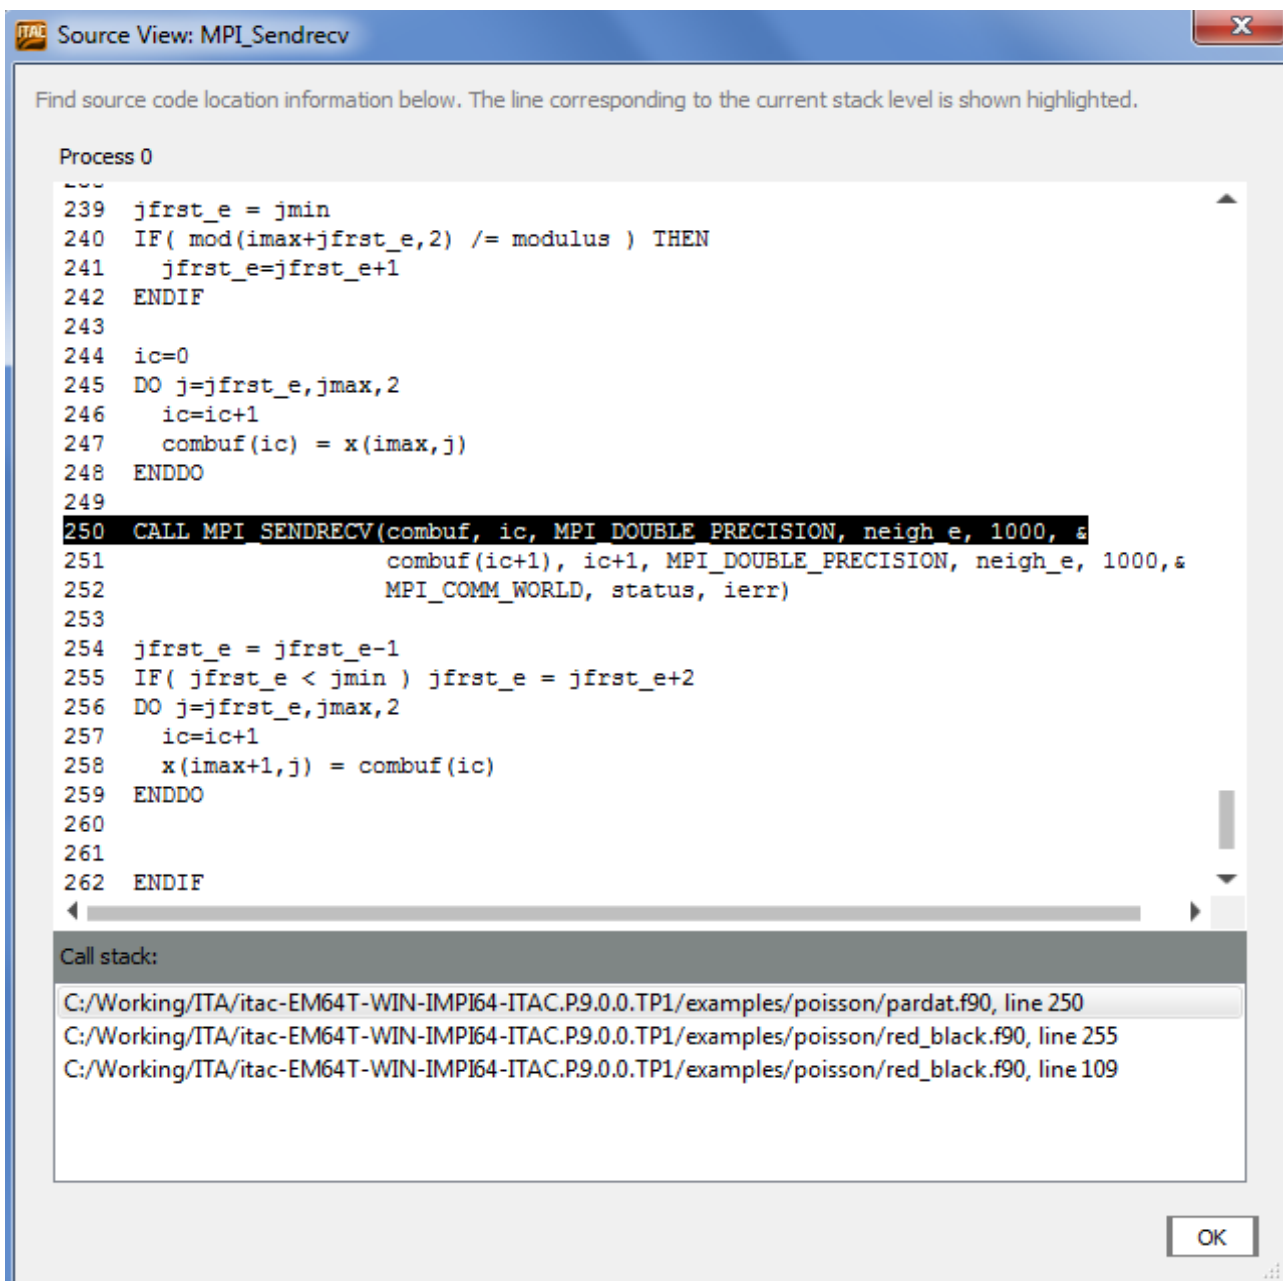 ITAC Source View: MPI_Sendrecv
Find source code location information below. The line corresponding to the current stack level is shown highlighted.
Process 0
239 jfrst_e = jmin
240 IF( mod(imax+jfrst_e,2) /= modulus ) THEN
241   jfrst_e=jfrst_e+1
242 ENDIF
243
244 ic=0
245 DO j=jfrst_e,jmax,2
246   ic=ic+1
247   combuf(ic) = x(imax,j)
248 ENDDO
249
250 CALL MPI_SENDRECV(combuf, ic, MPI_DOUBLE_PRECISION, neigh_e, 1000, &
251                   combuf(ic+1), ic+1, MPI_DOUBLE_PRECISION, neigh_e, 1000,&
252                   MPI_COMM_WORLD, status, ierr)
253
254 jfrst_e = jfrst_e-1
255 IF( jfrst_e < jmin ) jfrst_e = jfrst_e+2
256 DO j=jfrst_e,jmax,2
257   ic=ic+1
258   x(imax+1,j) = combuf(ic)
259 ENDDO
260
261
262 ENDIF
Call stack:
C:/Working/ITA/itac-EM64T-WIN-IMPI64-ITAC.P.9.0.0.TP1/examples/poisson/pardat.f90, line 250
C:/Working/ITA/itac-EM64T-WIN-IMPI64-ITAC.P.9.0.0.TP1/examples/poisson/red_black.f90, line 255
C:/Working/ITA/itac-EM64T-WIN-IMPI64-ITAC.P.9.0.0.TP1/examples/poisson/red_black.f90, line 109
OK